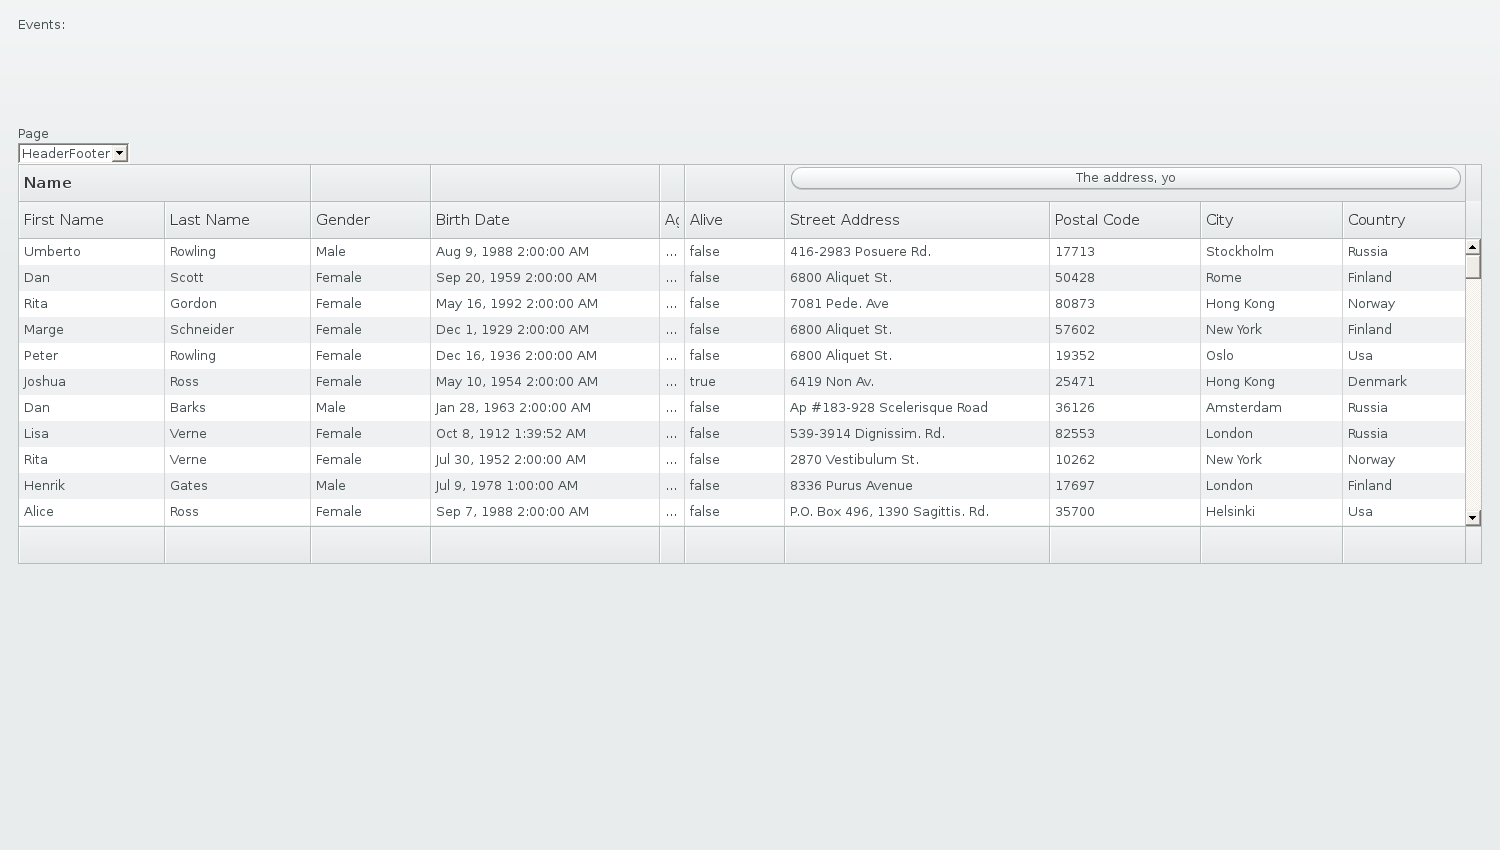 Events:
Page
HeaderFooter
Name The address, yo
First Name Last Name Gender Birth Date Alive Street Address Postal Code City Country
Umberto Rowling Male Aug 9, 1988 2:00:00 AM ... false 416-2983 Posuere Rd. 17713 Stockholm Russia
Dan Scott Female Sep 20, 1959 2:00:00 AM ... false 6800 Aliquet St. 50428 Rome Finland
Rita Gordon Female May 16, 1992 2:00:00 AM ... false 7081 Pede. Ave 80873 Hong Kong Norway
Marge Schneider Female Dec 1, 1929 2:00:00 AM ... false 6800 Aliquet St. 57602 New York Finland
Peter Rowling Female Dec 16, 1936 2:00:00 AM ... false 6800 Aliquet St. 19352 Oslo Usa
Joshua Ross Female May 10, 1954 2:00:00 AM ... true 6419 Non Av. 25471 Hong Kong Denmark
Dan Barks Male Jan 28, 1963 2:00:00 AM ... false Ap #183-928 Scelerisque Road 36126 Amsterdam Russia
Lisa Verne Female Oct 8, 1912 1:39:52 AM ... false 539-3914 Dignissim. Rd. 82553 London Russia
Rita Verne Female Jul 30, 1952 2:00:00 AM ... false 2870 Vestibulum St. 10262 New York Norway
Henrik Gates Male Jul 9, 1978 1:00:00 AM ... false 8336 Purus Avenue 17697 London Finland
Alice Ross Female Sep 7, 1988 2:00:00 AM ... false P.O. Box 496, 1390 Sagittis. Rd. 35700 Helsinki Usa